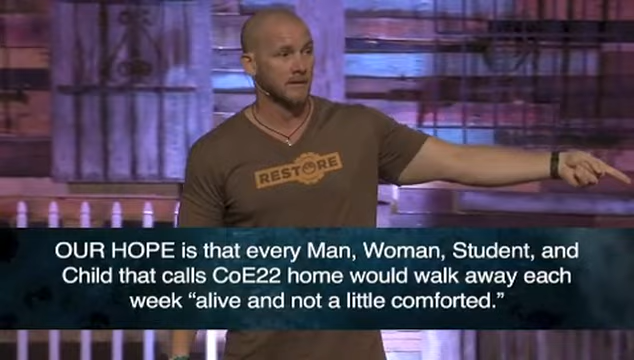 RESTORE
OUR HOPE is that every Man, Woman, Student, and
Child that calls CoE22 home would walk away each
week “alive and not a little comforted.”